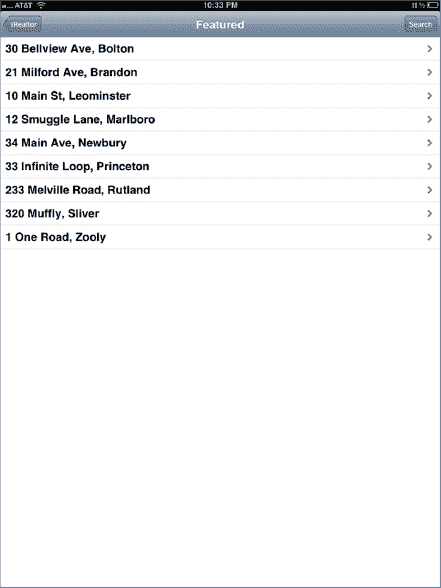 ... AT&T 10:33 PM 11 %
iRealtor Featured Search
30 Bellview Ave, Bolton
21 Milford Ave, Brandon
10 Main St, Leominster
12 Smuggle Lane, Marlboro
34 Main Ave, Newbury
33 Infinite Loop, Princeton
233 Melville Road, Rutland
320 Muffly, Sliver
1 One Road, Zooly